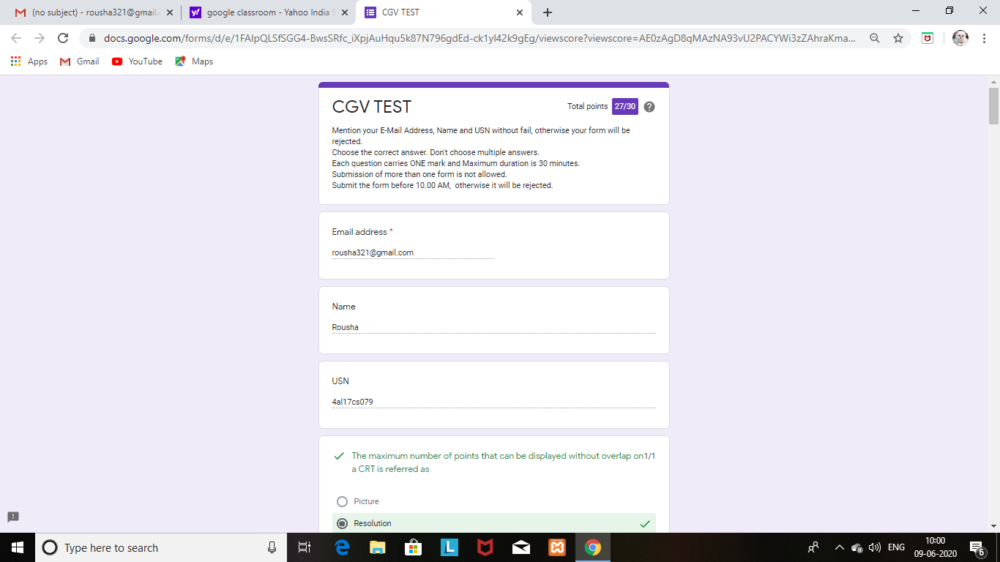 (no subject) - rousha321@gmail.
google classroom - Yahoo India S
CGV TEST
docs.google.com/forms/d/e/1FAIpQLSfSGG4-BwsSRfc_iXpjAuHqu5k87N796gdEd-ck1yl42k9gEg/viewscore?viewscore=AE0zAgD8qMAzNA93vU2PACYWi3zZAhraKma...
Apps Gmail YouTube Maps
CGV TEST
Total points 27/30
Mention your E-Mail Address, Name and USN without fail, otherwise your form will be
rejected.
Choose the correct answer. Don't choose multiple answers.
Each question carries ONE mark and Maximum duration is 30 minutes.
Submission of more than one form is not allowed.
Submit the form before 10.00 AM, otherwise it will be rejected.
Email address *
rousha321@gmail.com
Name
Rousha
USN
4al17cs079
The maximum number of points that can be displayed without overlap on 1/1
a CRT is referred as
Picture
Resolution
Type here to search
ENG
10:00
09-06-2020
6